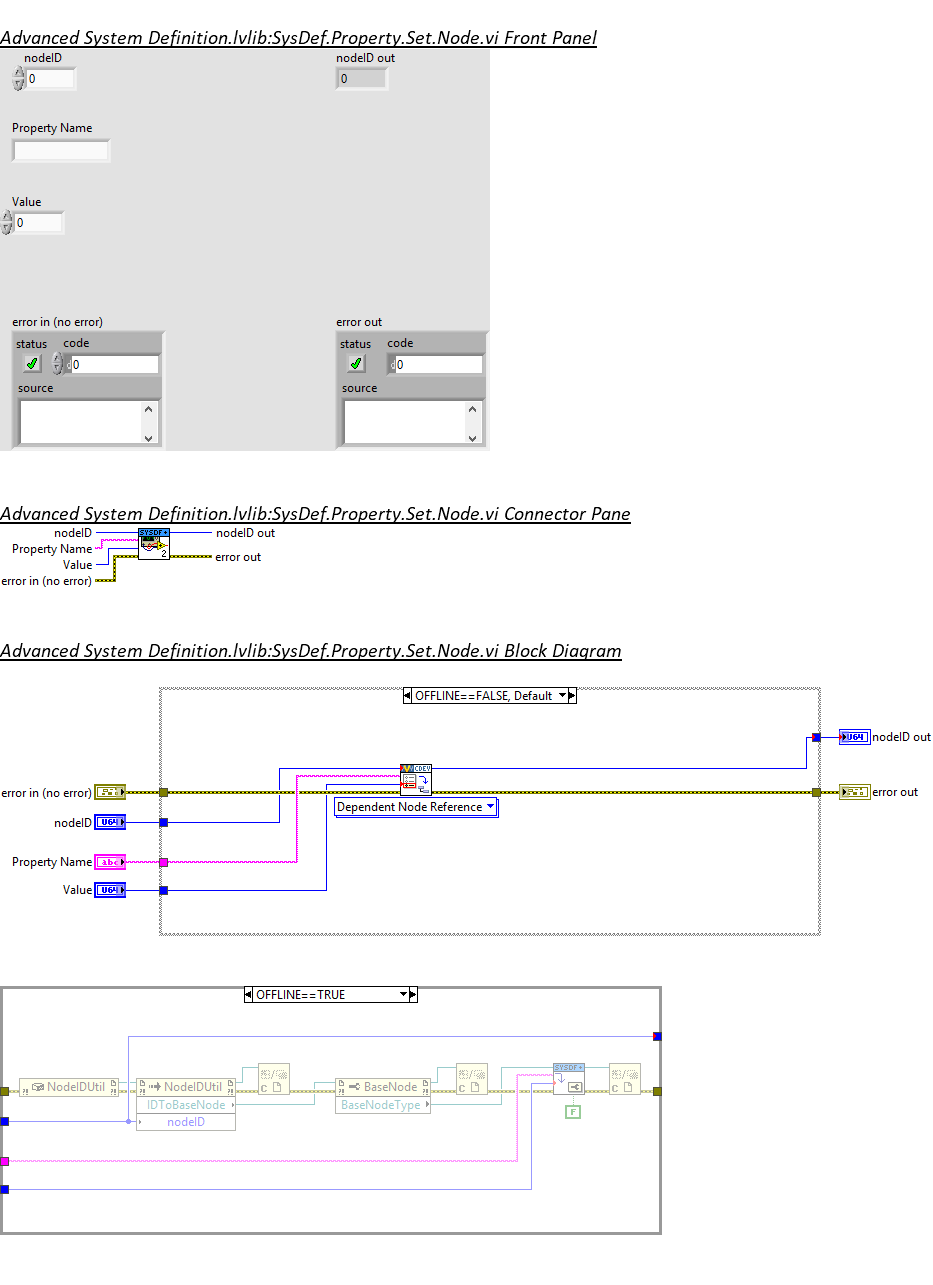 Advanced System Definition.lvlib:SysDef.Property.Set.Node.vi Front Panel
nodeID
nodeID out
0
0
Property Name
Value
0
error in (no error)
error out
status code
status code
0
0
source
source
Advanced System Definition.lvlib:SysDef.Property.Set.Node.vi Connector Pane
nodeID
SYSDF+
nodeID out
Property Name
2
error out
Value
error in (no error)
Advanced System Definition.lvlib:SysDef.Property.Set.Node.vi Block Diagram
OFFLINE==FALSE, Default
U64 nodeID out
CDEV
error in (no error)
error out
Dependent Node Reference
nodeID U64
Property Name abc
Value U64
OFFLINE==TRUE
SYSDF+
NodeIDUtil
NodeIDUtil
C
BaseNode
C
C
IDToBaseNode
BaseNodeType
F
nodeID